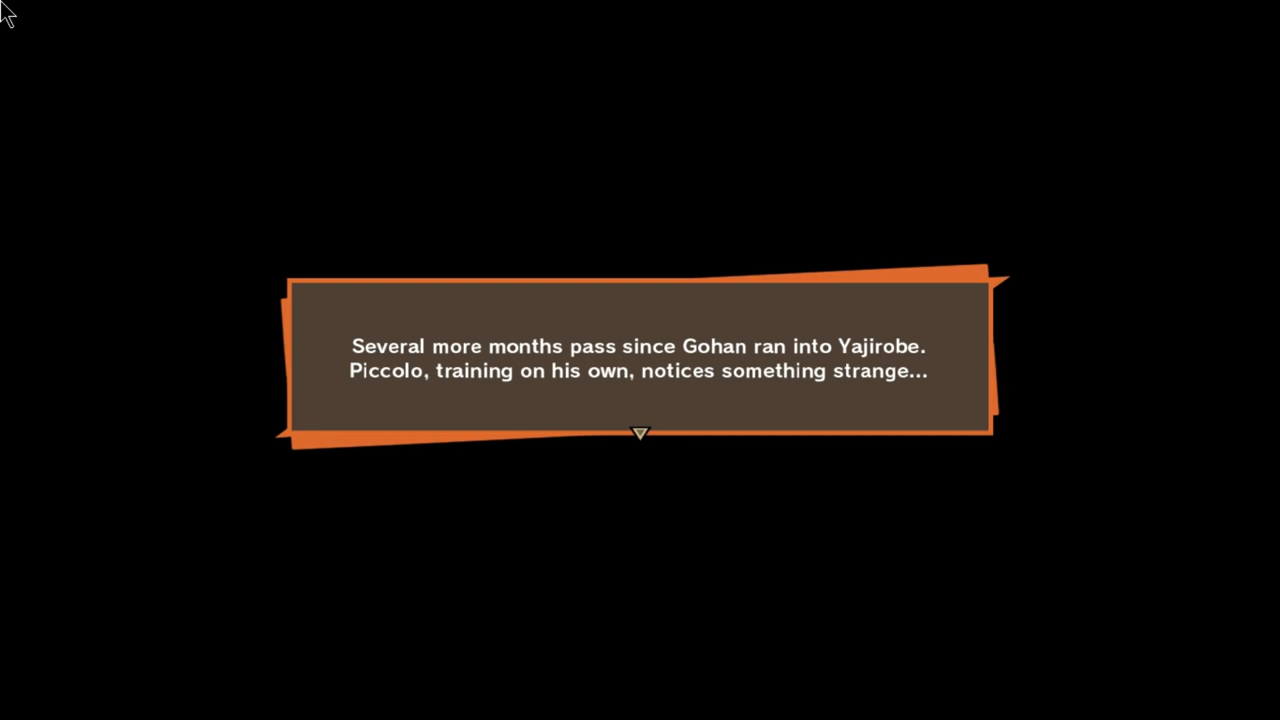 Several more months pass since Gohan ran into Yajirobe.
Piccolo, training on his own, notices something strange...